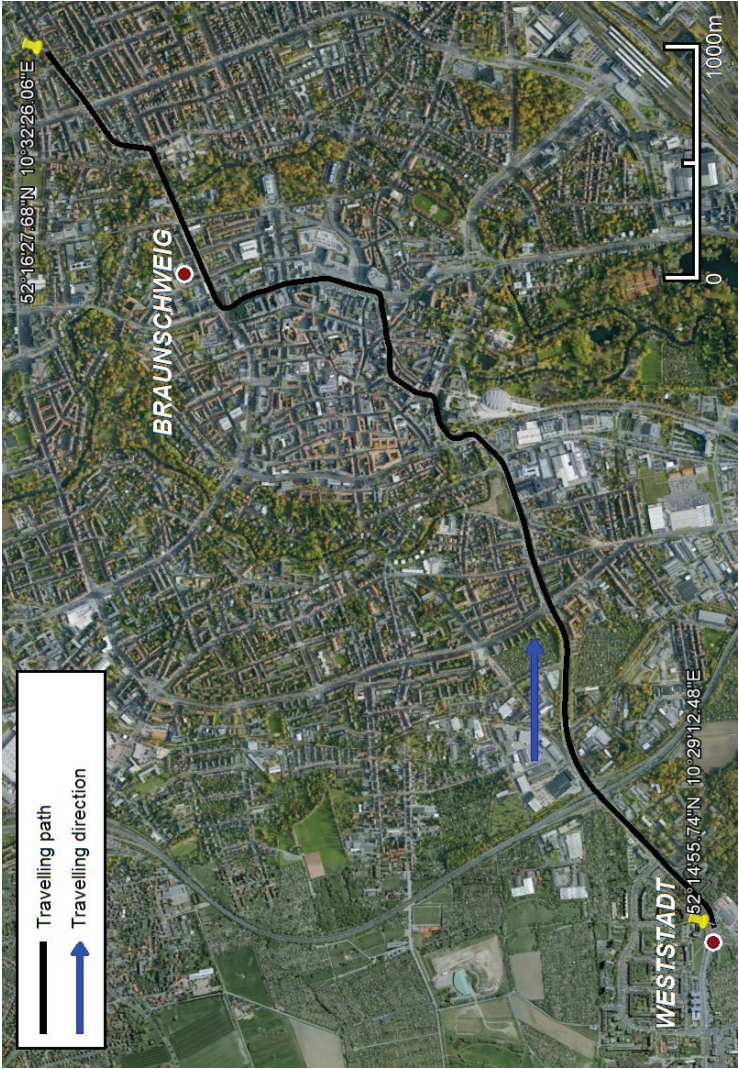 Travelling path
Travelling direction
52°16'27.68"N 10°32'26.06"E
BRAUNSCHWEIG
WESTSTADT
52°14'55.74"N 10°29'12.48"E
0
1000m